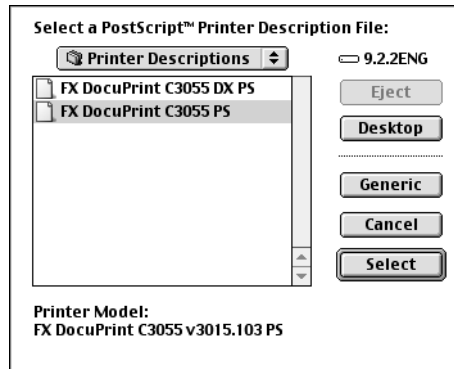 Select a PostScript™ Printer Description File:
Printer Descriptions
9.2.2ENG
FX DocuPrint C3055 DX PS
FX DocuPrint C3055 PS
Eject
Desktop
Generic
Cancel
Select
Printer Model:
FX DocuPrint C3055 v3015.103 PS